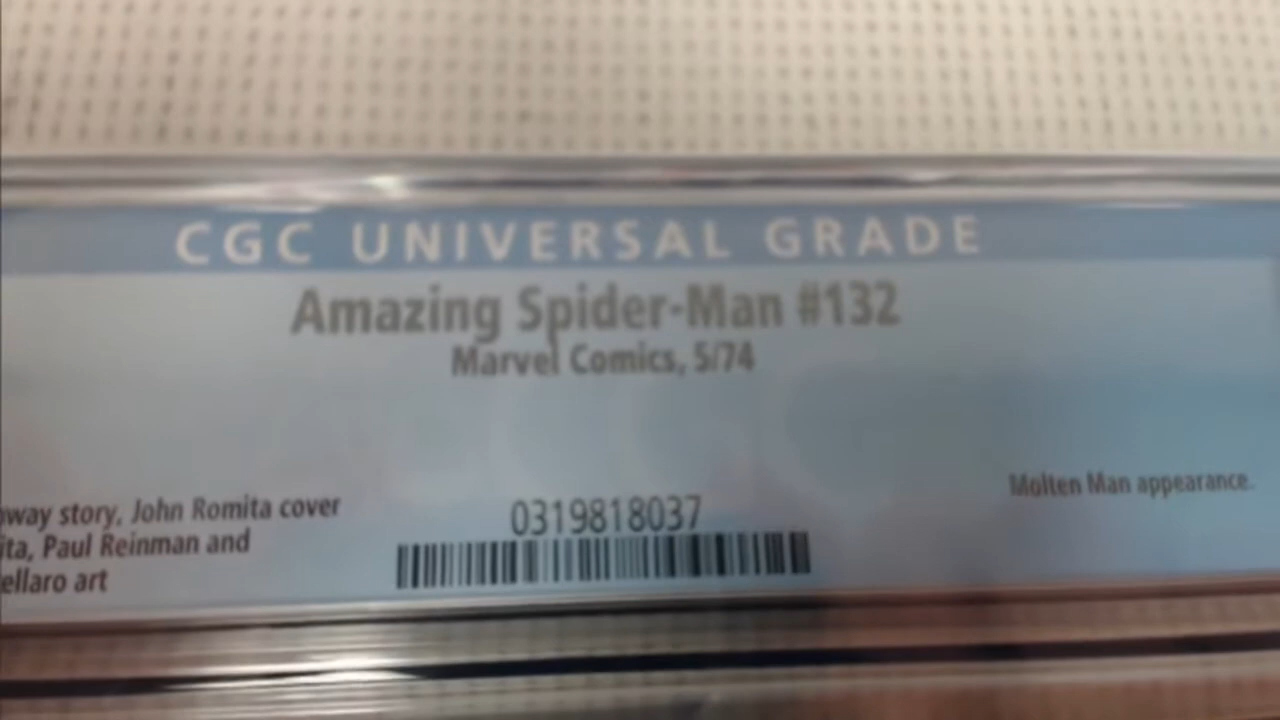 CGC UNIVERSAL GRADE
Amazing Spider-Man #132
Marvel Comics, 5/74
way story, John Romita cover
ita, Paul Reinman and
ellaro art
0319818037
Molten Man appearance.